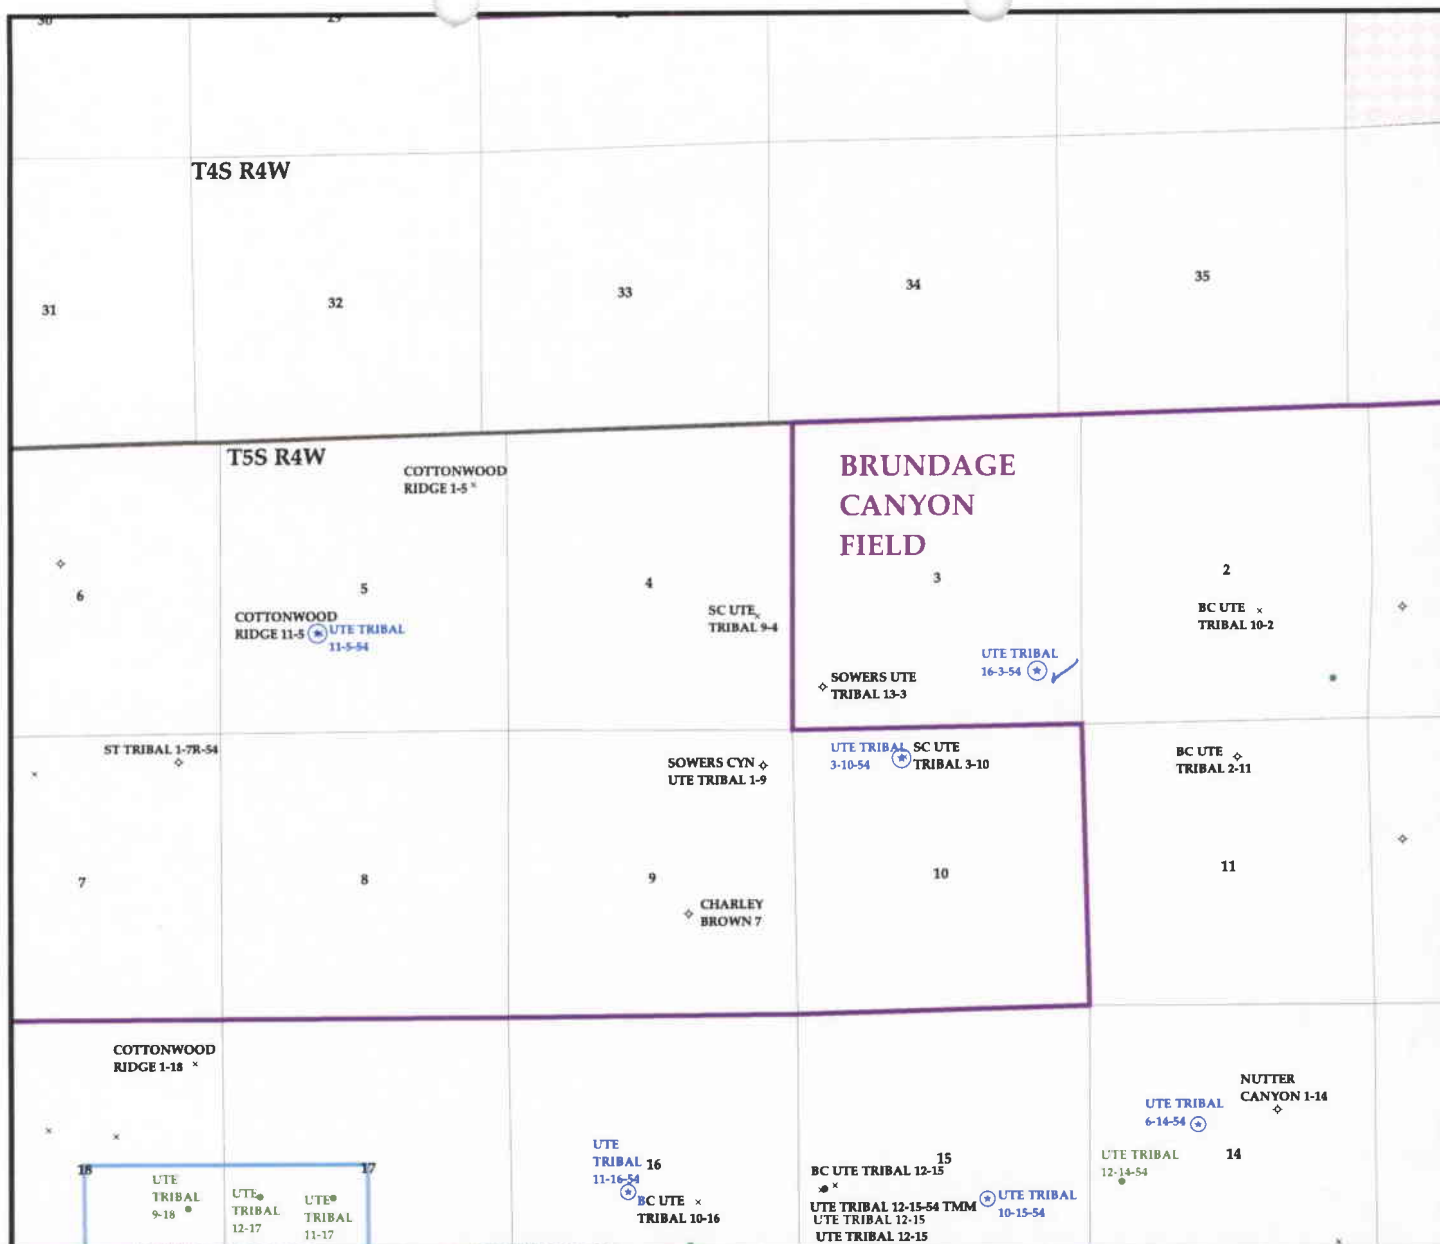 30
29
T4S R4W
31
32
33
34
35
T5S R4W
COTTONWOOD
RIDGE 1-5
BRUNDAGE
CANYON
FIELD
6
5
4
3
2
COTTONWOOD
RIDGE 11-5
UTE TRIBAL
11-5-54
SC UTE
TRIBAL 9-4
BC UTE
TRIBAL 10-2
UTE TRIBAL
16-3-54
SOWERS UTE
TRIBAL 13-3
ST TRIBAL 1-7R-54
SOWERS CYN
UTE TRIBAL 1-9
UTE TRIBAL
3-10-54
SC UTE
TRIBAL 3-10
BC UTE
TRIBAL 2-11
7
8
9
10
11
CHARLEY
BROWN 7
COTTONWOOD
RIDGE 1-18
NUTTER
CANYON 1-14
UTE TRIBAL
6-14-54
18
17
16
15
14
UTE
TRIBAL
9-18
UTE
TRIBAL
12-17
UTE
TRIBAL
11-17
UTE
TRIBAL
11-16-54
BC UTE
TRIBAL 10-16
BC UTE TRIBAL 12-15
UTE TRIBAL 12-15-54 TMM
UTE TRIBAL 12-15
UTE TRIBAL 12-15
UTE TRIBAL
10-15-54
UTE TRIBAL
12-14-54